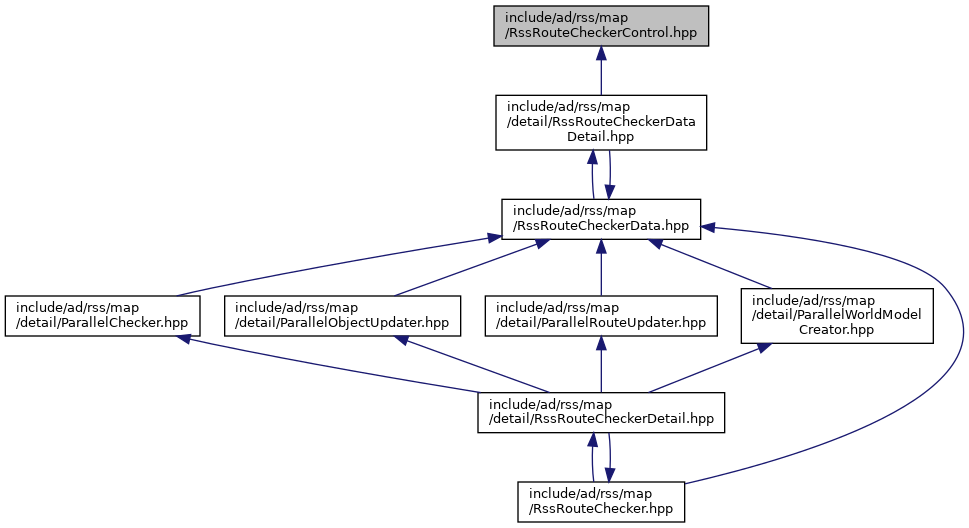 include/ad/rss/map
/RssRouteCheckerControl.hpp
include/ad/rss/map
/detail/RssRouteCheckerData
Detail.hpp
include/ad/rss/map
/RssRouteCheckerData.hpp
include/ad/rss/map
/detail/ParallelChecker.hpp
include/ad/rss/map
/detail/ParallelObjectUpdater.hpp
include/ad/rss/map
/detail/ParallelRouteUpdater.hpp
include/ad/rss/map
/detail/ParallelWorldModel
Creator.hpp
include/ad/rss/map
/detail/RssRouteCheckerDetail.hpp
include/ad/rss/map
/RssRouteChecker.hpp